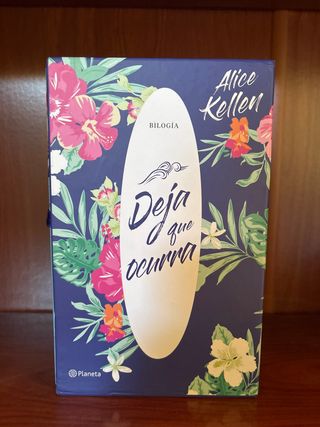 Alice
Kellen
BILOGÍA
Deja
que
ocurra
Planeta